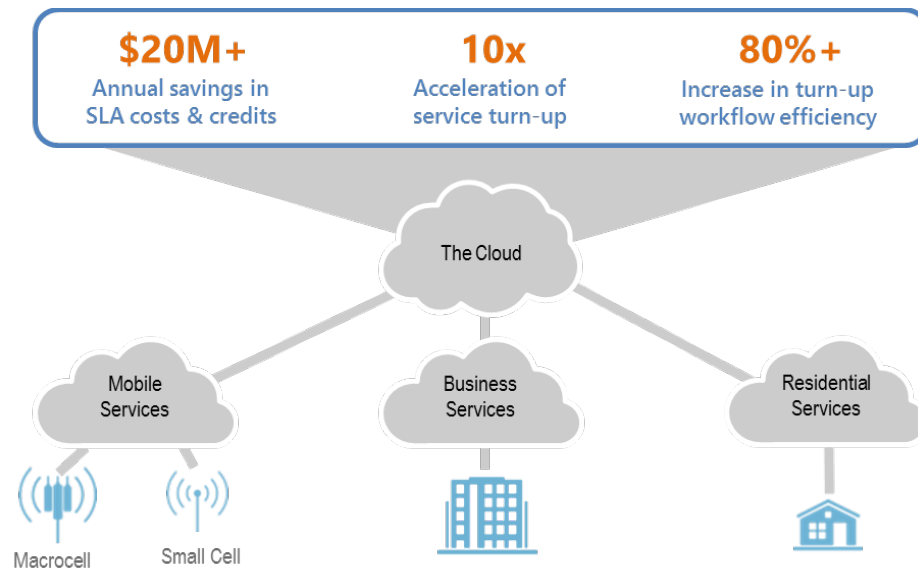 $20M+
Annual savings in
SLA costs & credits
10x
Acceleration of
service turn-up
80%+
Increase in turn-up
workflow efficiency
The Cloud
Mobile
Services
Business
Services
Residential
Services
Macrocell
Small Cell